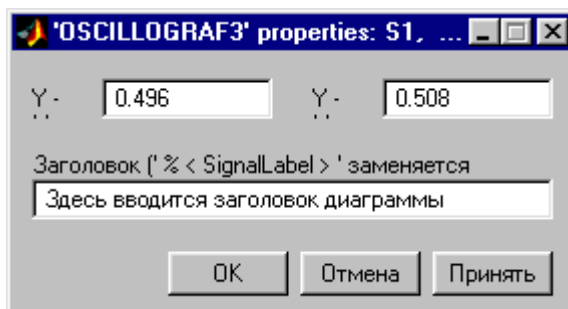 'OSCILLOGRAF3' properties: S1, ...
Y - 0.496 Y - 0.508
Заголовок (' % < SignalLabel > ' заменяется
Здесь вводится заголовок диаграммы
OK Отмена Принять